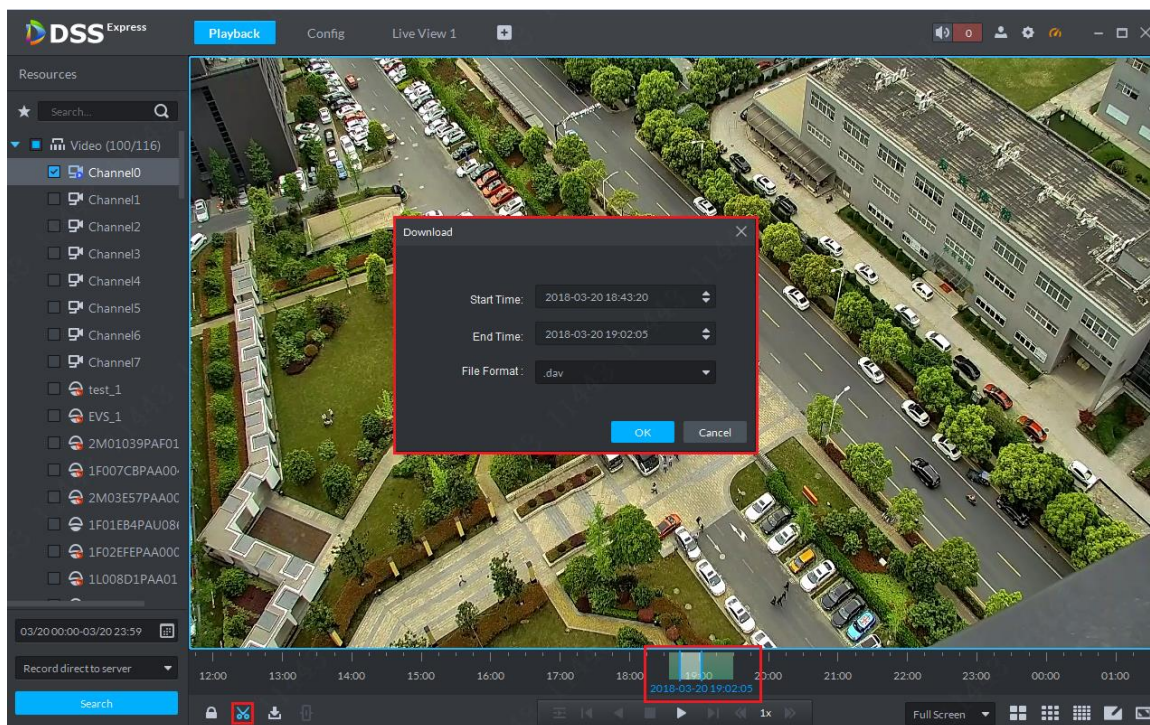 DSS Express
Playback
Config
Live View 1
0
Resources
Search...
Video (100/116)
Channel0
Channel1
Channel2
Channel3
Channel4
Channel5
Channel6
Channel7
test_1
EVS_1
2M01039PAF01
1F007CBPAA00
2M03E57PAA0C
1F01EB4PAU08
1F02EFEPAA00C
1L008D1PAA01
Download
Start Time:
2018-03-20 18:43:20
End Time:
2018-03-20 19:02:05
File Format :
.dav
OK
Cancel
03/20 00:00-03/20 23:59
Record direct to server
Search
12:00 13:00 14:00 15:00 16:00 17:00 18:00 19:00 20:00 21:00 22:00 23:00 00:00 01:00
2018-03-20 19:02:05
1x
Full Screen